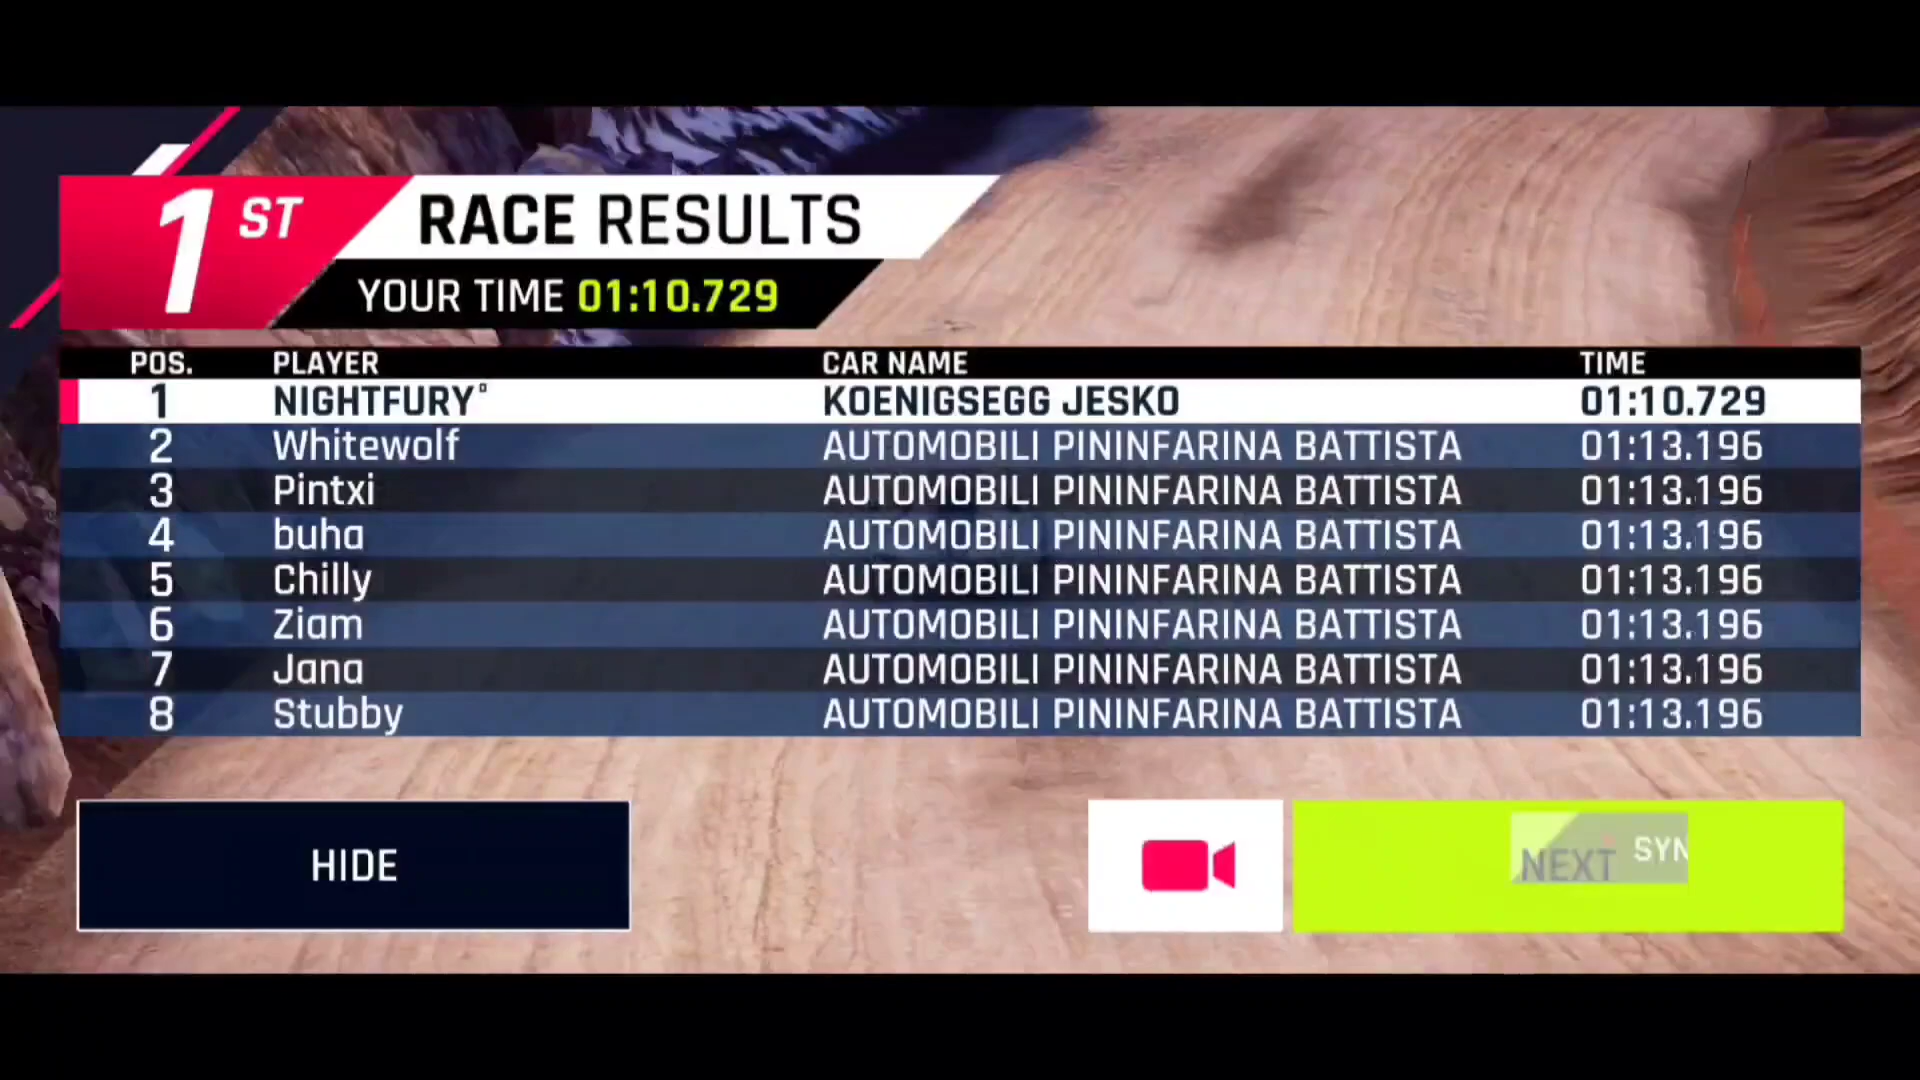 1 ST
RACE RESULTS
YOUR TIME 01:10.729
POS. PLAYER CAR NAME TIME
1 NIGHTFURY° KOENIGSEGG JESKO 01:10.729
2 Whitewolf AUTOMOBILI PININFARINA BATTISTA 01:13.196
3 Pintxi AUTOMOBILI PININFARINA BATTISTA 01:13.196
4 buha AUTOMOBILI PININFARINA BATTISTA 01:13.196
5 Chilly AUTOMOBILI PININFARINA BATTISTA 01:13.196
6 Ziam AUTOMOBILI PININFARINA BATTISTA 01:13.196
7 Jana AUTOMOBILI PININFARINA BATTISTA 01:13.196
8 Stubby AUTOMOBILI PININFARINA BATTISTA 01:13.196
HIDE
NEXT